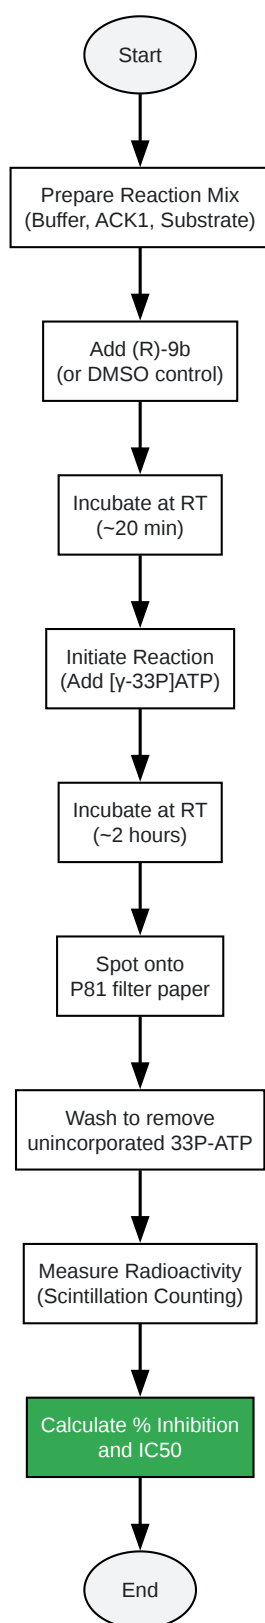 Start
Prepare Reaction Mix
(Buffer, ACK1, Substrate)
Add (R)-9b
(or DMSO control)
Incubate at RT
(~20 min)
Initiate Reaction
(Add [γ-33P]ATP)
Incubate at RT
(~2 hours)
Spot onto
P81 filter paper
Wash to remove
unincorporated 33P-ATP
Measure Radioactivity
(Scintillation Counting)
Calculate % Inhibition
and IC50
End